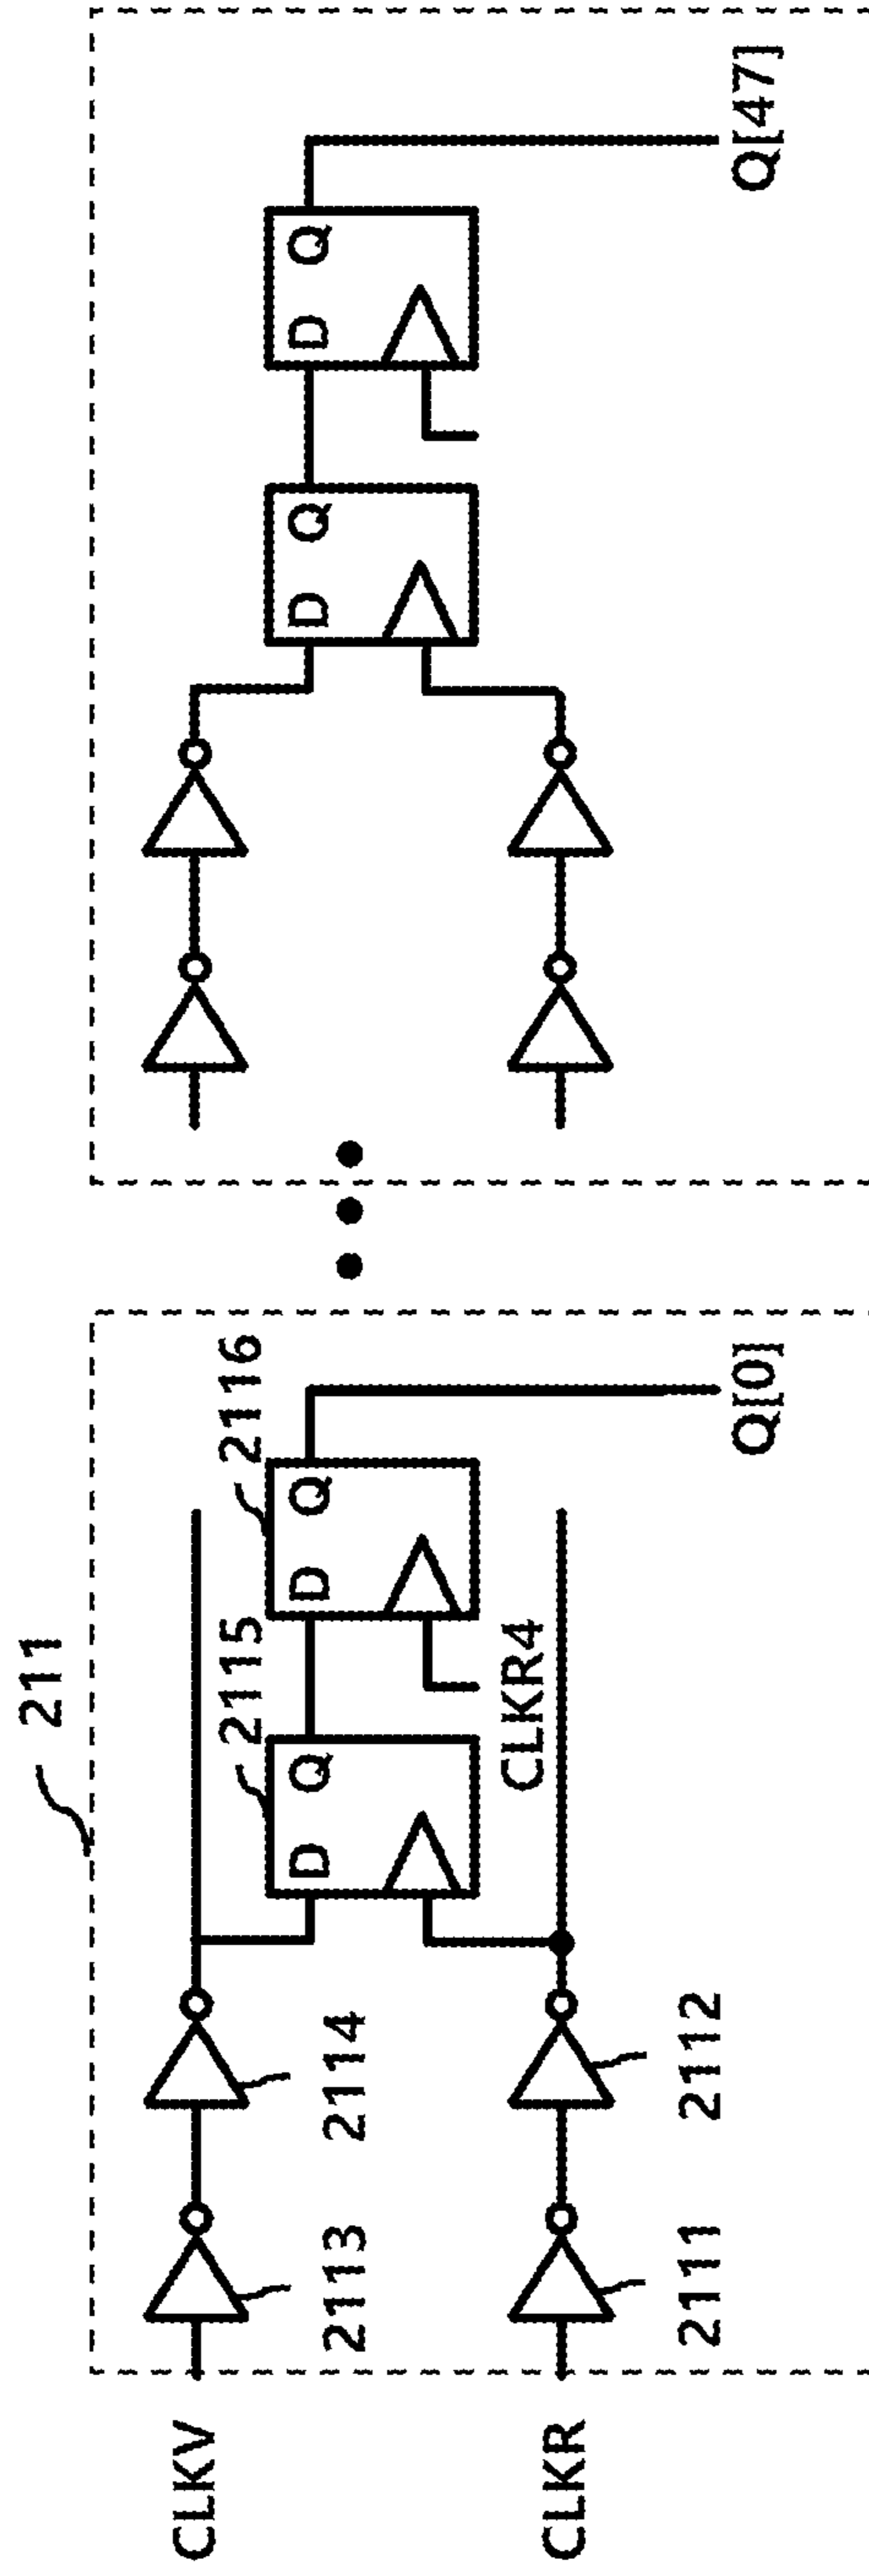 211
CLKV
2113
2114
2115
2116
D Q
D Q
D Q
D Q
CLKR4
CLKR
2111
2112
Q[0]
Q[47]